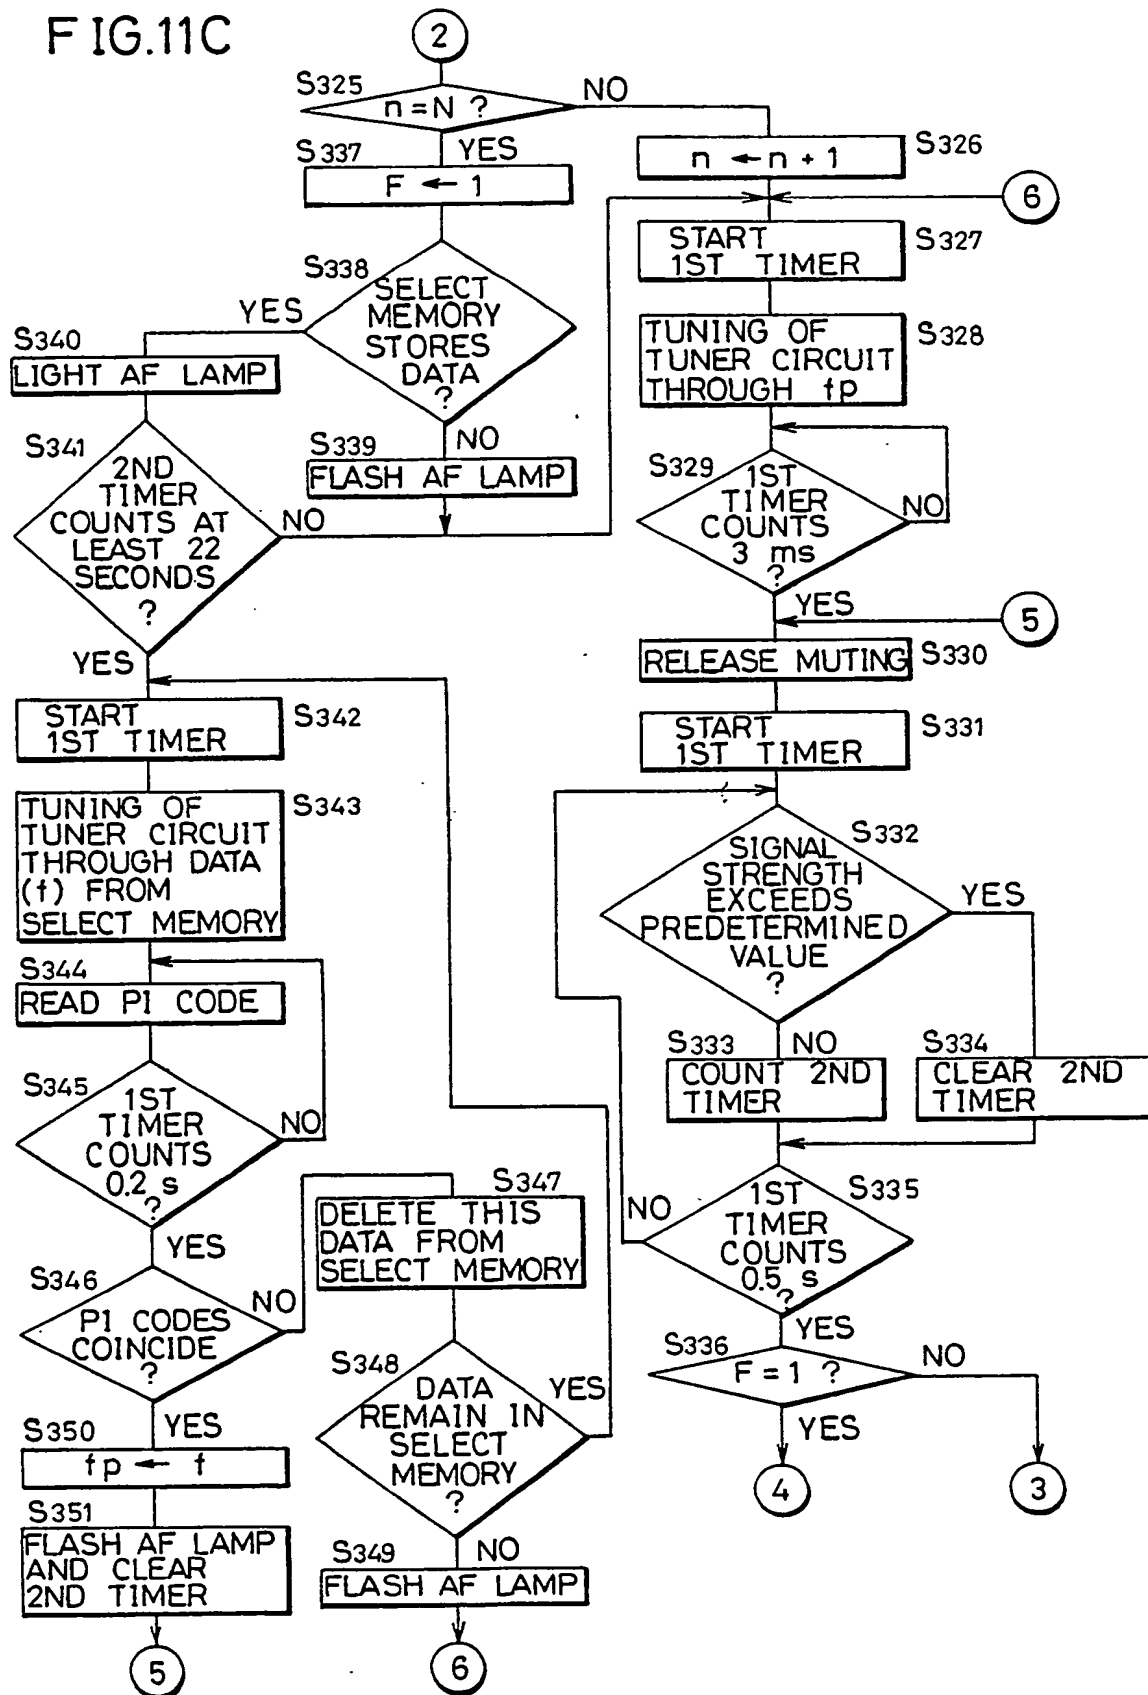 FIG.11C
2
S325
n=N ?
NO
YES
S337
F ← 1
n ← n + 1
S326
6
START
1ST TIMER
S327
S338
SELECT
MEMORY
STORES
DATA
?
YES
NO
S340
LIGHT AF LAMP
TUNING OF
TUNER CIRCUIT
THROUGH fp
S328
S341
2ND
TIMER
COUNTS AT
LEAST 22
SECONDS
?
NO
YES
S339
FLASH AF LAMP
S329
1ST
TIMER
COUNTS
3 ms
?
NO
YES
5
RELEASE MUTING
S330
START
1ST TIMER
S342
START
1ST TIMER
S331
TUNING OF
TUNER CIRCUIT
THROUGH DATA
(f) FROM
SELECT MEMORY
S343
S332
SIGNAL
STRENGTH
EXCEEDS
PREDETERMINED
VALUE
?
YES
NO
S344
READ PI CODE
S333
COUNT 2ND
TIMER
S334
CLEAR 2ND
TIMER
S345
1ST
TIMER
COUNTS
0.2 s
?
NO
YES
S335
1ST
TIMER
COUNTS
0.5 s
?
NO
YES
S346
PI CODES
COINCIDE
?
NO
YES
S347
DELETE THIS
DATA FROM
SELECT MEMORY
S336
F = 1 ?
NO
YES
S348
DATA
REMAIN IN
SELECT
MEMORY
?
YES
NO
S350
fp ← f
4
3
S351
FLASH AF LAMP
AND CLEAR
2ND TIMER
S349
FLASH AF LAMP
5
6